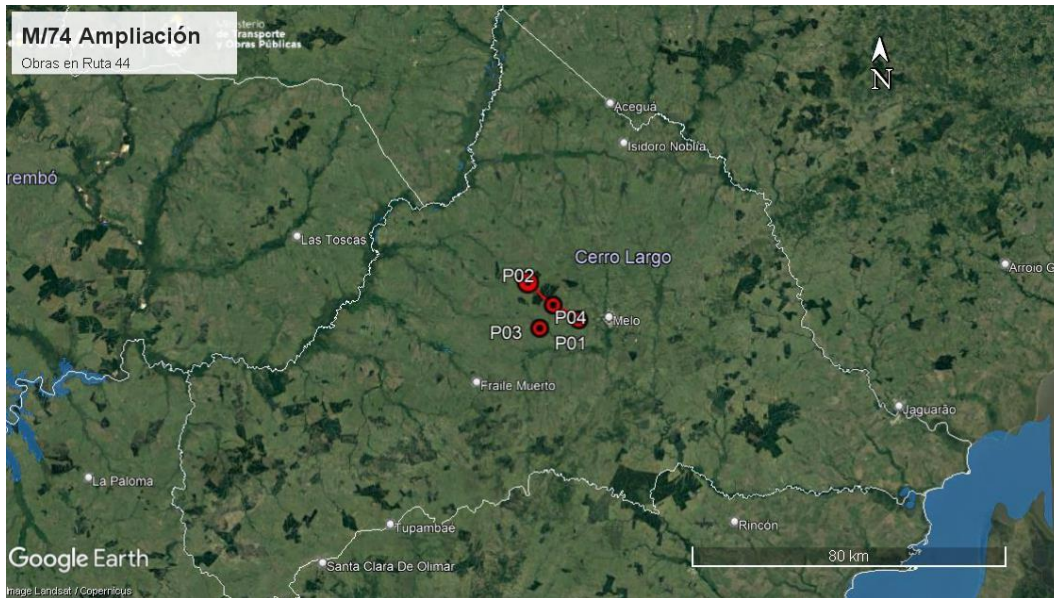 M/74 Ampliación
Obras en Ruta 44
Ministerio
de Transporte
y Obras Públicas
N
Aceguá
Isidoro Noblía
rembó
Las Toscas
Cerro Largo
Arroio G
P02
P04
Melo
P03
P01
Fraile Muerto
Jaguarão
La Paloma
Tupambaé
Rincón
Google Earth
80 km
Santa Clara De Olimar
Image Landsat / Copernicus